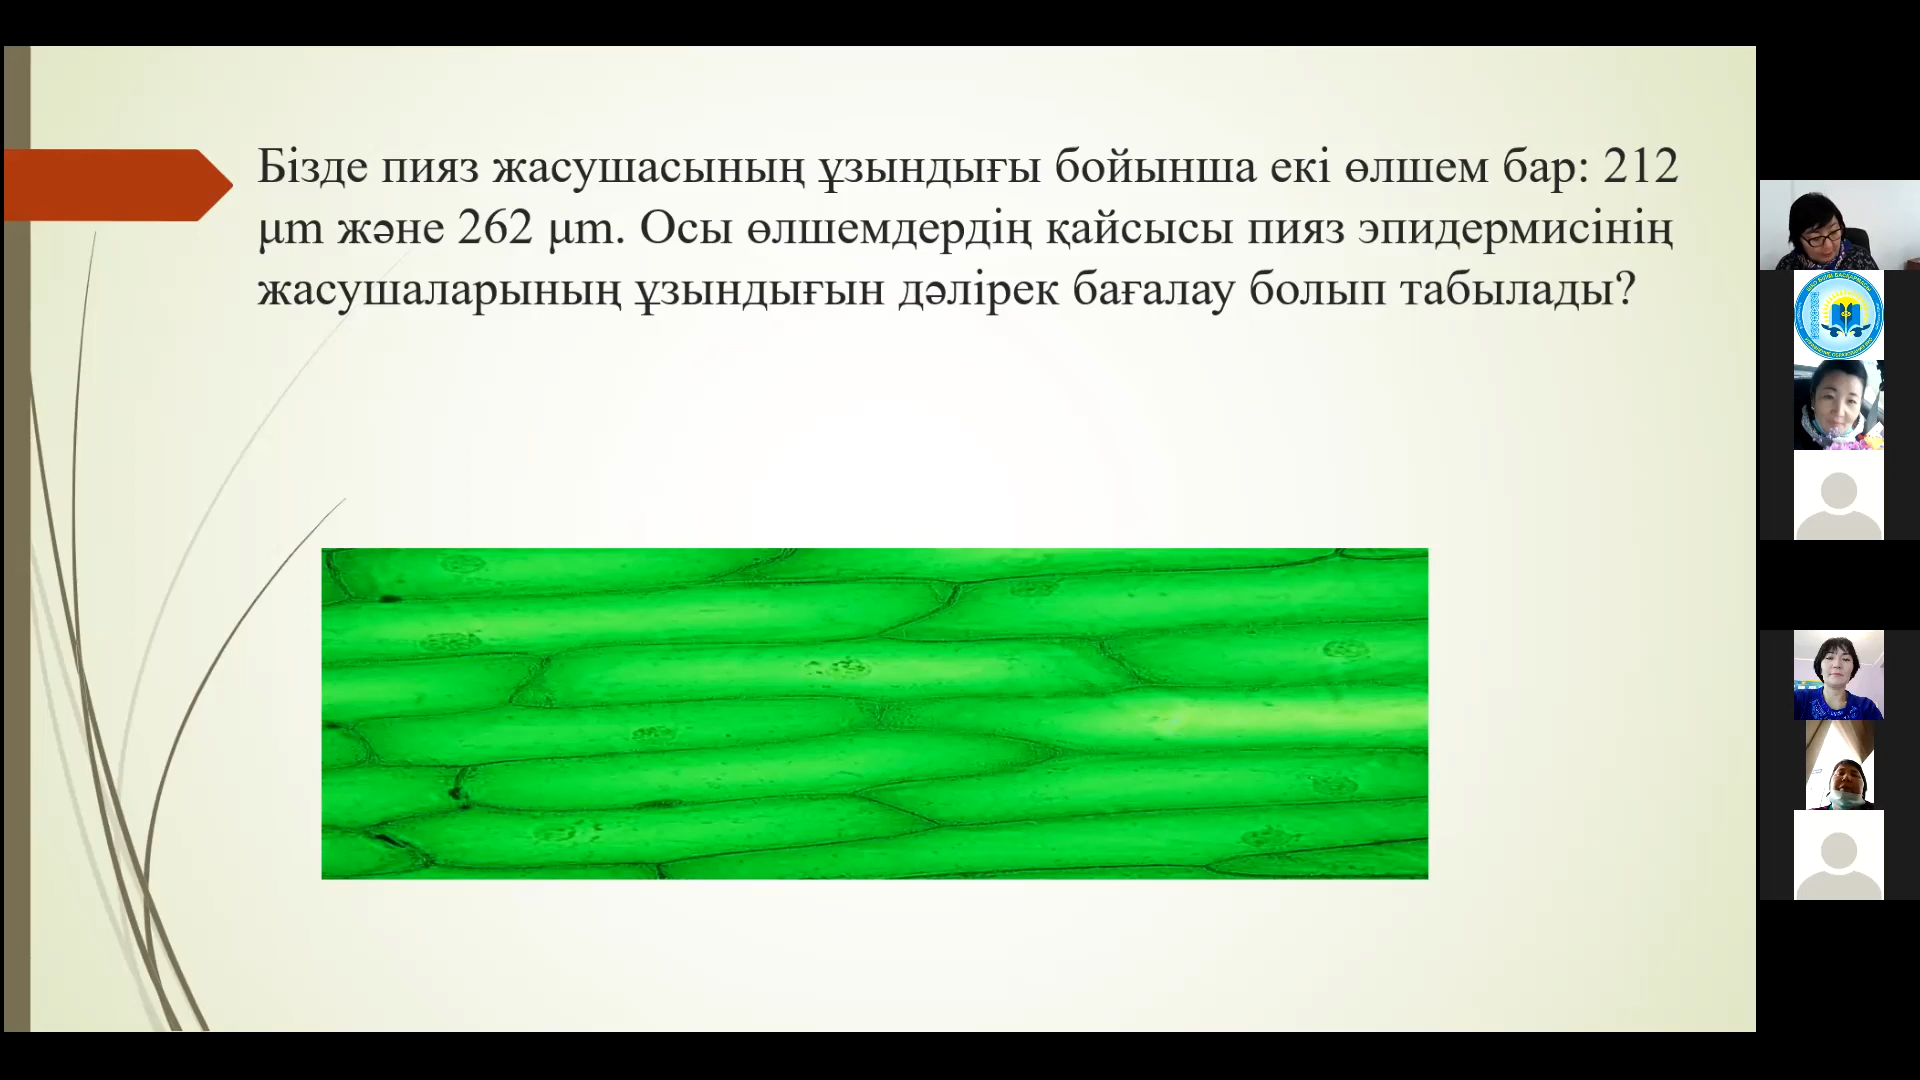 Бізде пияз жасушасының ұзындығы бойынша екі өлшем бар: 212
μm және 262 μm. Осы өлшемдердің қайсысы пияз эпидермисінің
жасушаларының ұзындығын дәлірек бағалау болып табылады?